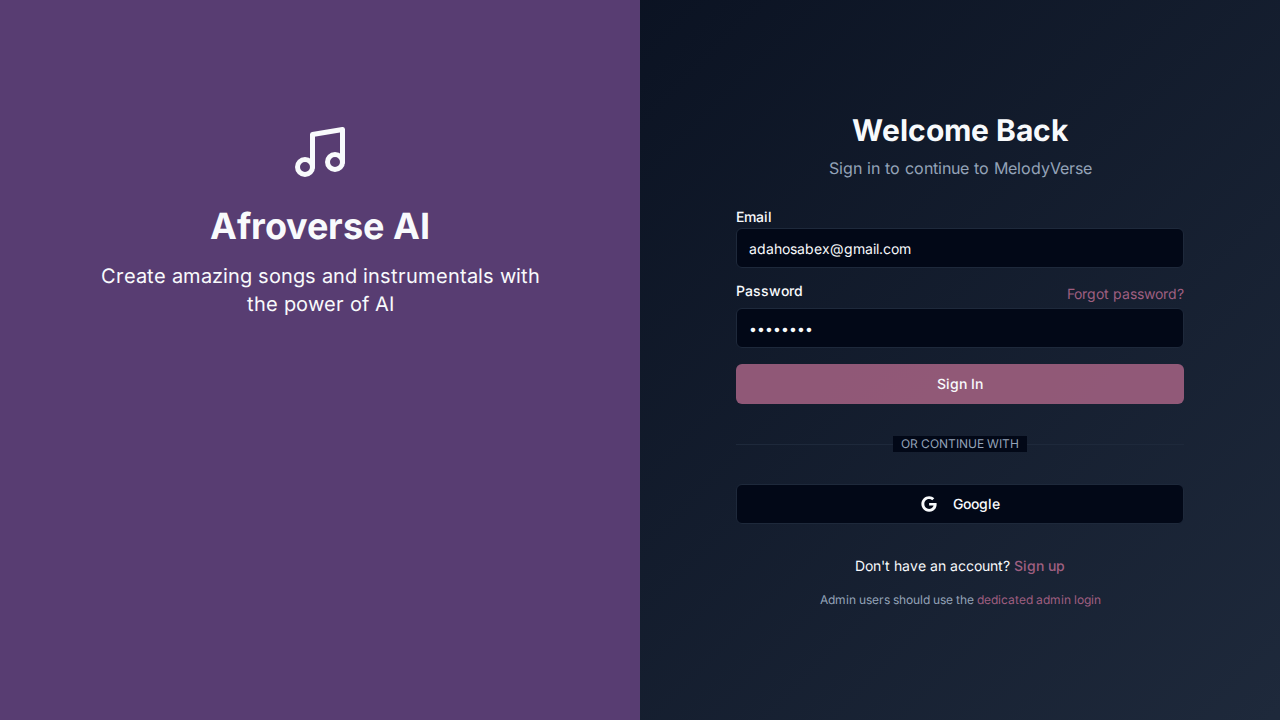 Afroverse AI
Create amazing songs and instrumentals with
the power of AI
Welcome Back
Sign in to continue to MelodyVerse
Email
adahosabex@gmail.com
Password
Forgot password?
••••••••
Sign In
OR CONTINUE WITH
Google
Don't have an account? Sign up
Admin users should use the dedicated admin login